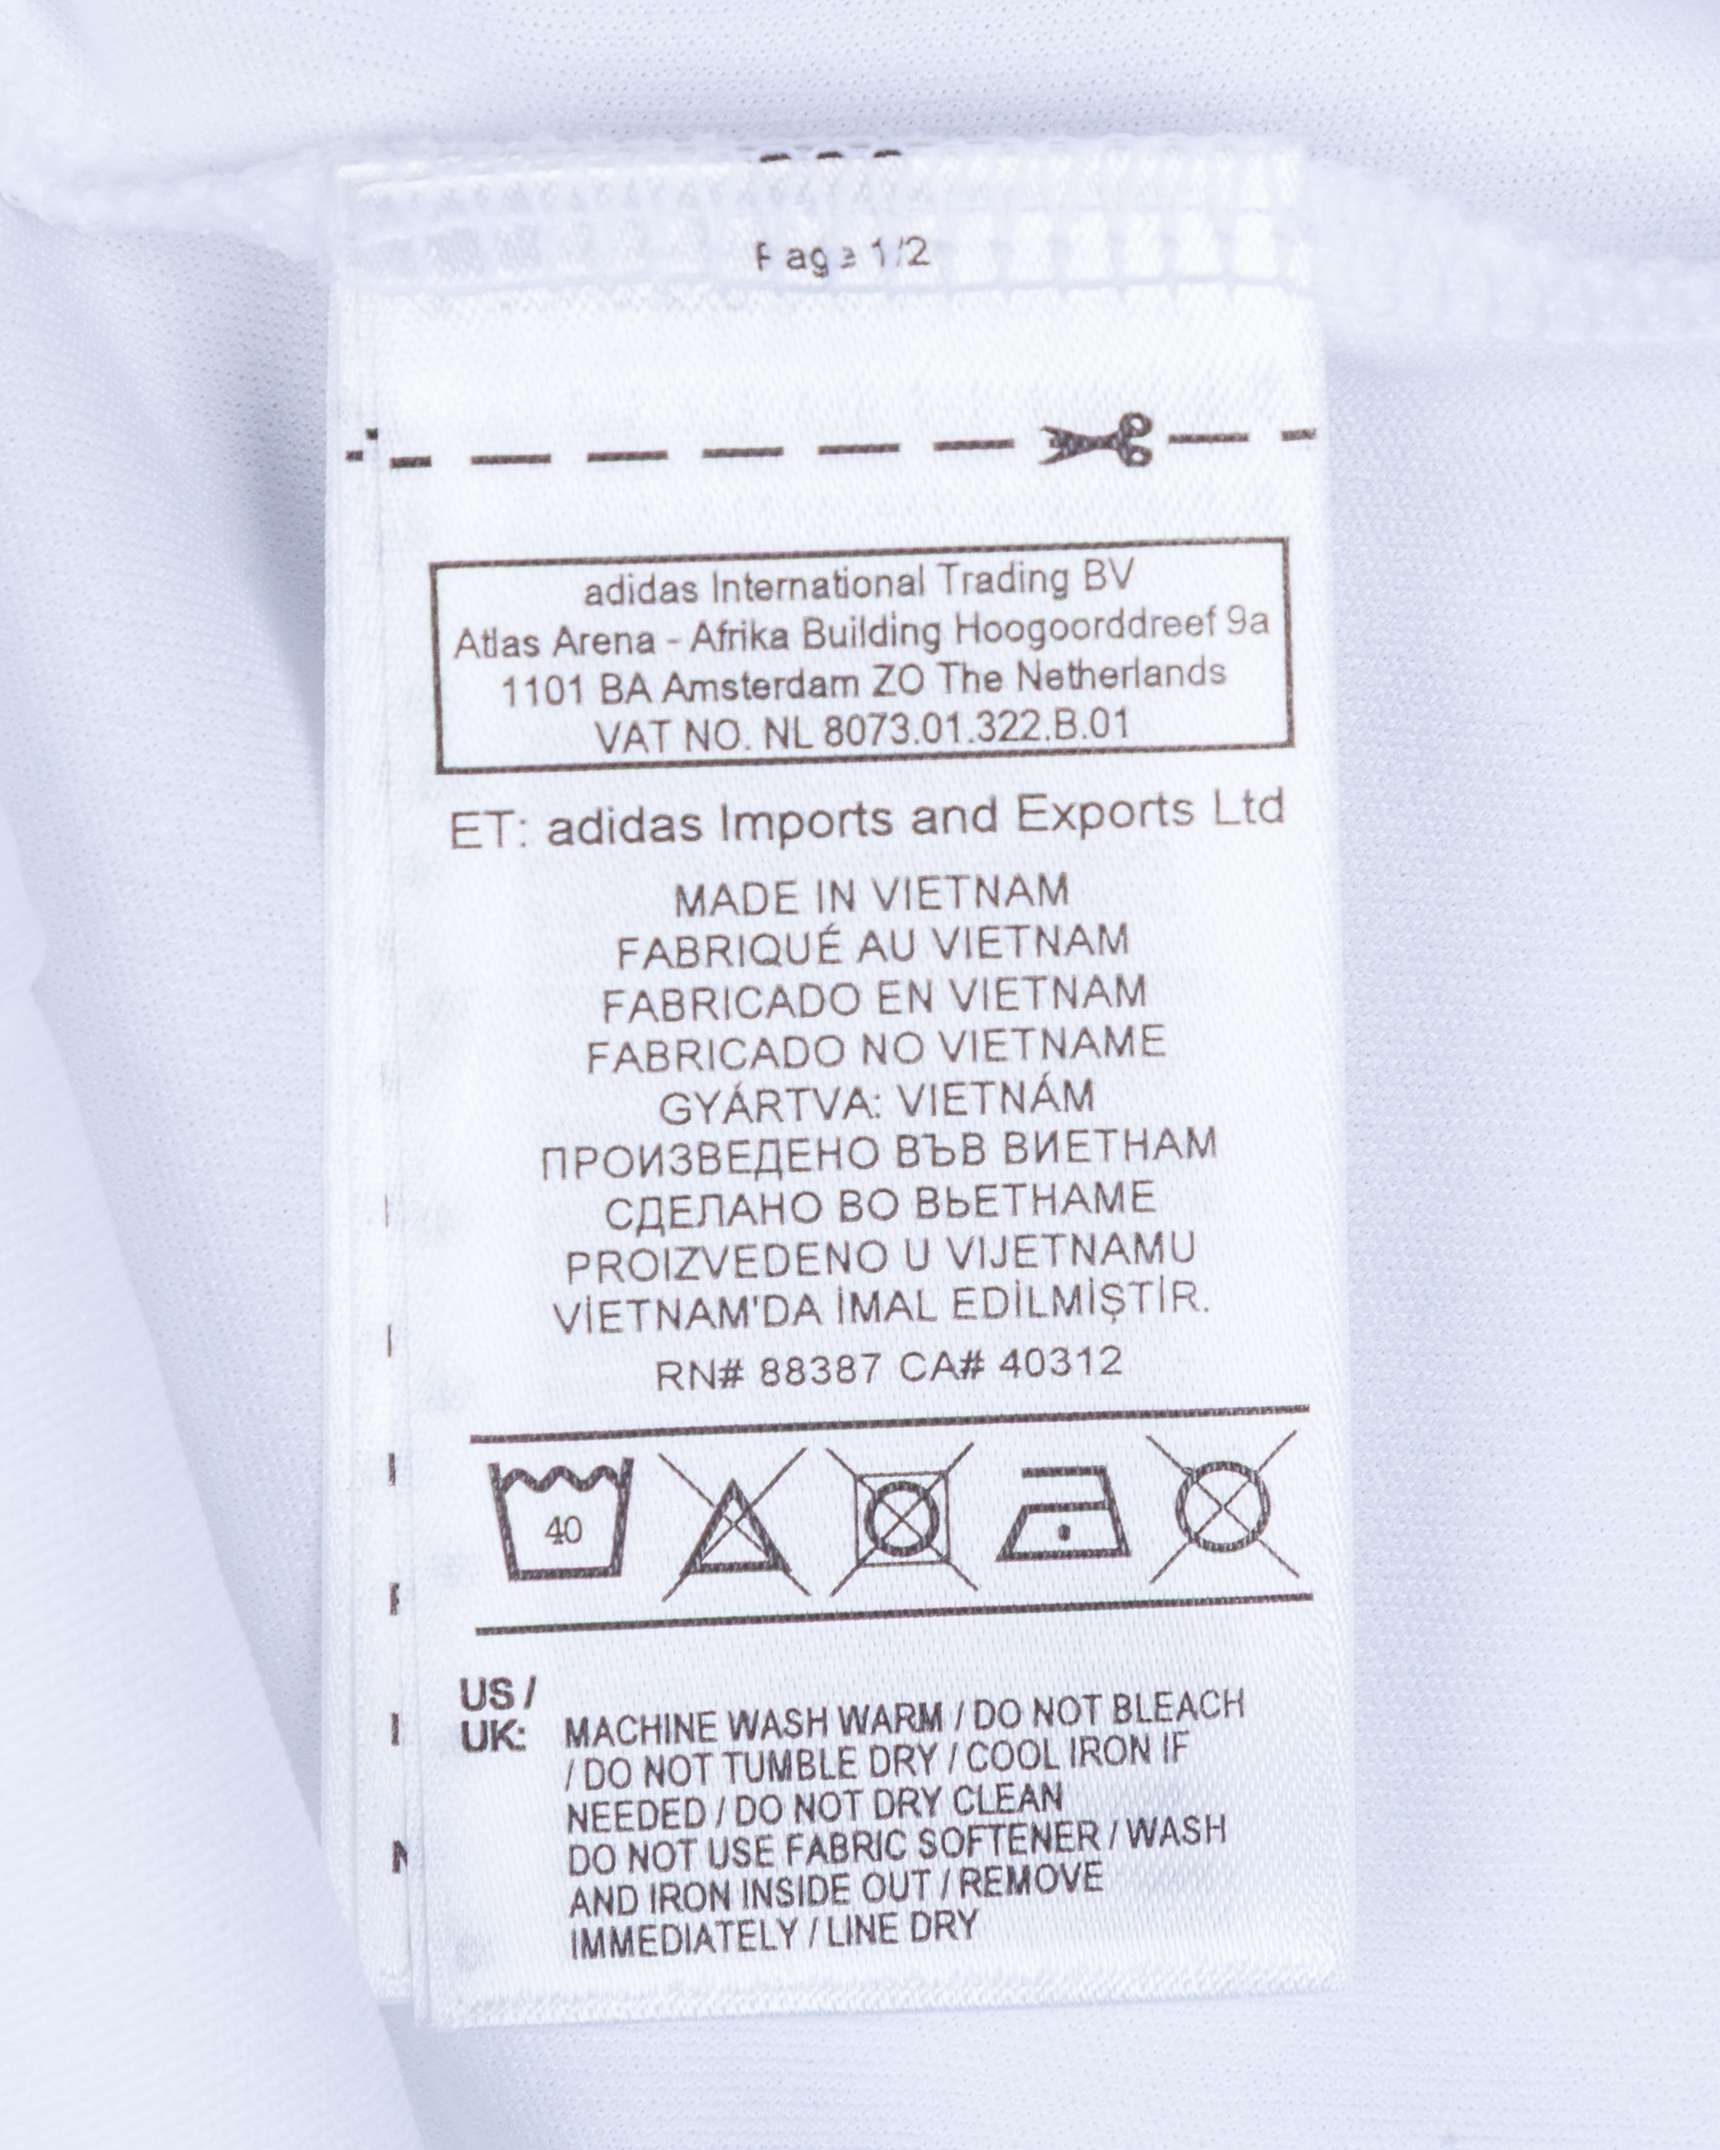 Page 1/2
adidas International Trading BV
Atlas Arena - Afrika Building Hoogoorddreef 9a
1101 BA Amsterdam ZO The Netherlands
VAT NO. NL 8073.01.322.B.01
ET: adidas Imports and Exports Ltd
MADE IN VIETNAM
FABRIQUÉ AU VIETNAM
FABRICADO EN VIETNAM
FABRICADO NO VIETNAME
GYÁRTVA: VIETNÁM
ПРОИЗВЕДЕНО ВЪВ ВИЕТНАМ
СДЕЛАНО ВО ВЬЕТНАМЕ
PROIZVEDENO U VIJETNAMU
VİETNAM'DA İMAL EDİLMİŞTİR.
RN# 88387 CA# 40312
40
US /
UK: MACHINE WASH WARM / DO NOT BLEACH
/ DO NOT TUMBLE DRY / COOL IRON IF
NEEDED / DO NOT DRY CLEAN
DO NOT USE FABRIC SOFTENER / WASH
AND IRON INSIDE OUT / REMOVE
IMMEDIATELY / LINE DRY